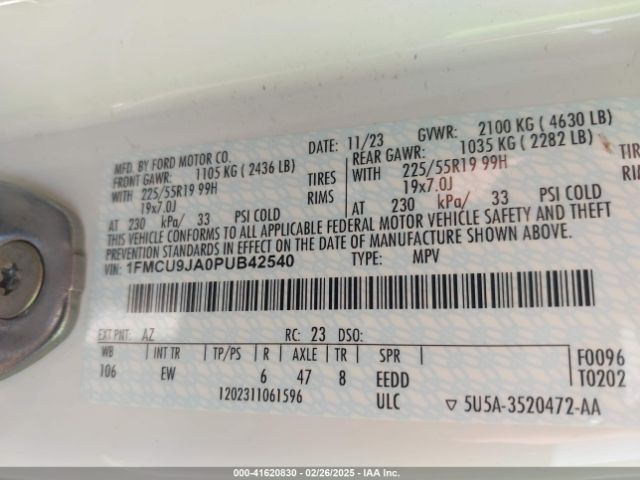 MFD. BY FORD MOTOR CO. DATE: 11/23 GVWR: 2100 KG ( 4630 LB)
FRONT GAWR: 1105 KG ( 2436 LB) REAR GAWR: 1035 KG ( 2282 LB)
WITH 225/55R19 99H TIRES WITH 225/55R19 99H TIRES
19x7.0J RIMS 19x7.0J RIMS
AT 230 kPa/ 33 PSI COLD AT 230 kPa/ 33 PSI COLD
THIS VEHICLE CONFORMS TO ALL APPLICABLE FEDERAL MOTOR VEHICLE SAFETY AND THEFT
PREVENTION STANDARDS IN EFFECT ON THE DATE OF MANUFACTURE SHOWN ABOVE.
VIN: 1FMCU9JA0PUB42540 TYPE: MPV
EXT PNT: AZ RC: 23 DSO:
WB INT TR TP/PS R AXLE TR SPR F0096
106 EW 6 47 8 EEDD T0202
1202311061596 ULC ▽ 5U5A-3520472-AA
000-41620830 - 02/26/2025 - IAA Inc.